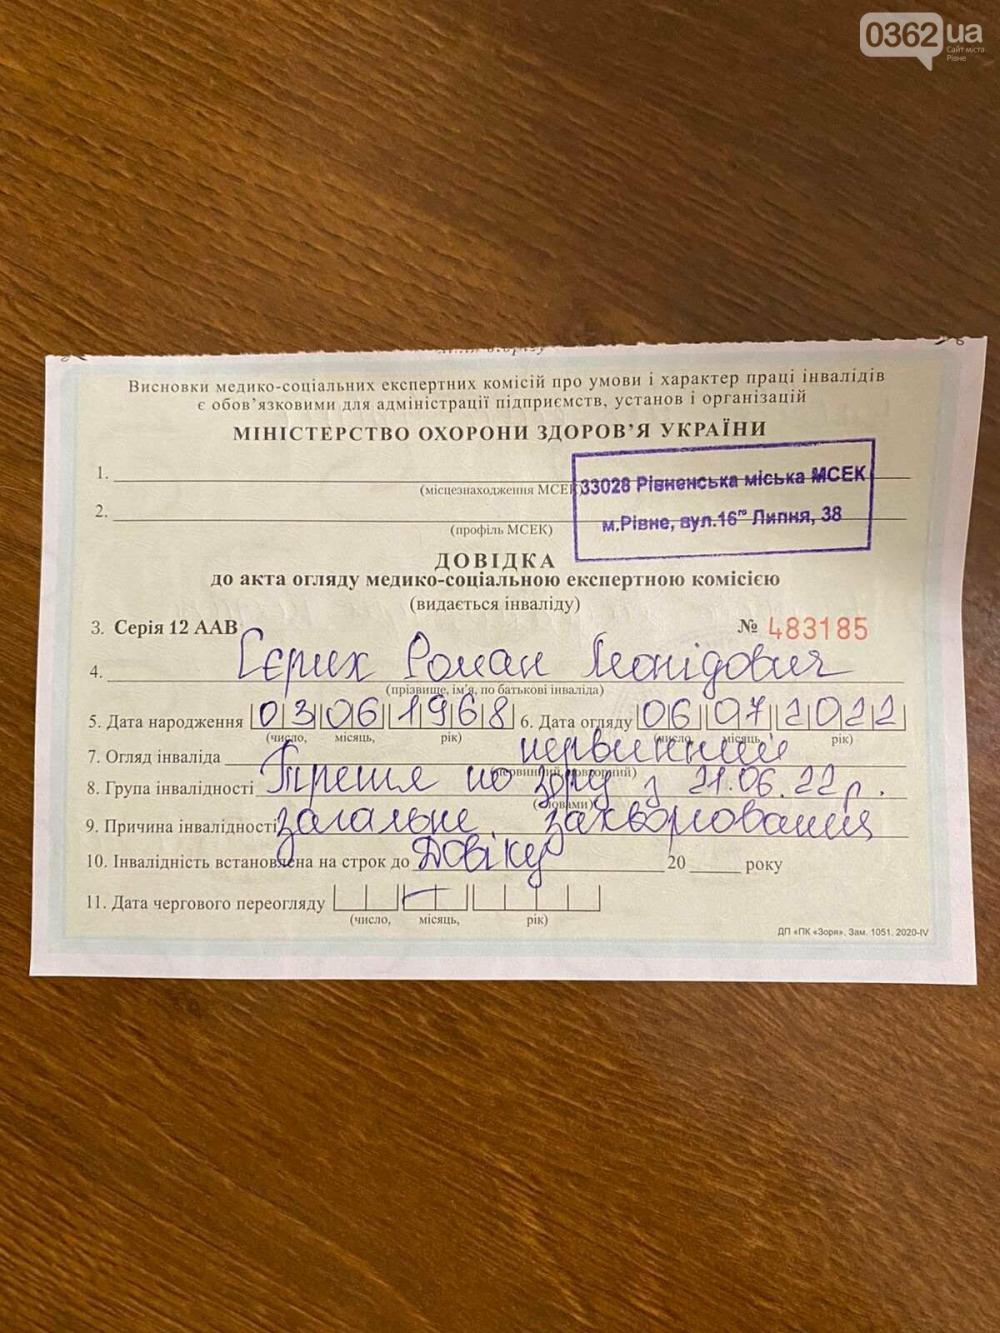 0362 ua
Сайт міста
Рівне
Висновки медико-соціальних експертних комісій про умови і характер праці інвалідів
є обов'язковими для адміністрації підприємств, установ і організацій
МІНІСТЕРСТВО ОХОРОНИ ЗДОРОВ'Я УКРАЇНИ
1.
(місцезнаходження МСЕК
33028 Рівненська міська МСЕК
2.
м.Рівне, вул.16го Липня, 38
(профіль МСЕК)
ДОВІДКА
до акта огляду медико-соціальною експертною комісією
(видається інваліду)
3. Серія 12 ААВ № 483185
4. Сєрих Роман Леонідович
(прізвище, ім'я, по батькові інваліда)
5. Дата народження 03 06 1968 6. Дата огляду 06 07 2022
(число, місяць, рік) (число, місяць, рік)
7. Огляд інваліда первинний
(первинний, повторний)
8. Група інвалідності Третя по зору з 21.06.22р.
(словами)
9. Причина інвалідності загальне захворювання
10. Інвалідність встановлена на строк до Довіку 20 року
11. Дата чергового переогляду
(число, місяць, рік)
ДП «ПК «Зоря». Зам. 1051. 2020-IV